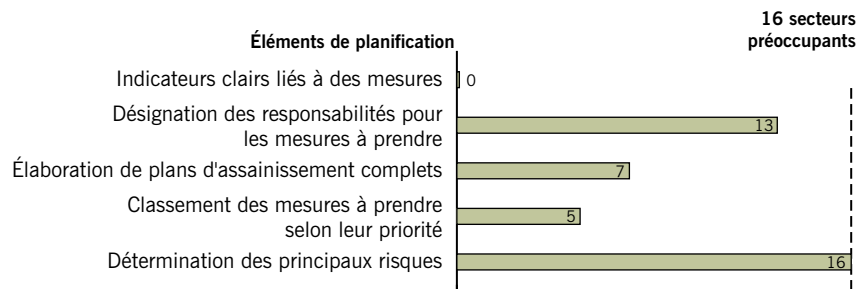 16 secteurs
préoccupants
Éléments de planification
Indicateurs clairs liés à des mesures
0
Désignation des responsabilités pour
les mesures à prendre
13
Élaboration de plans d'assainissement complets
7
Classement des mesures à prendre
selon leur priorité
5
Détermination des principaux risques
16